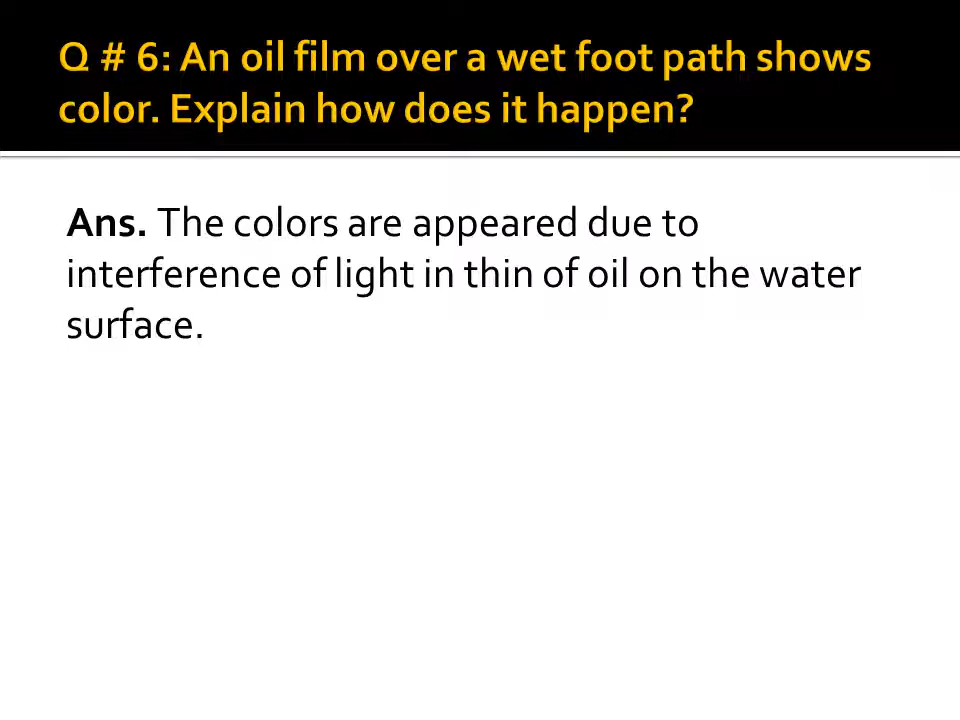 Q # 6: An oil film over a wet foot path shows
color. Explain how does it happen?
Ans. The colors are appeared due to
interference of light in thin of oil on the water
surface.